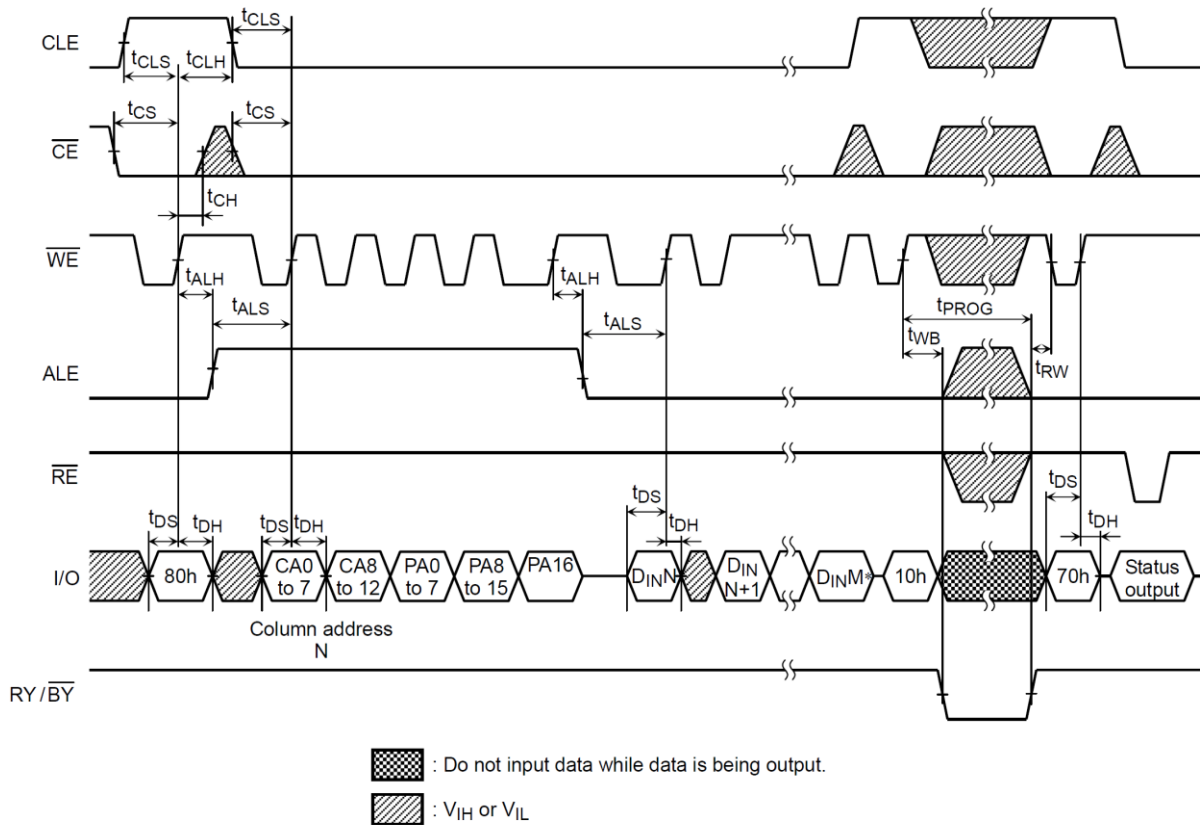 CLE
tCLS
tCLS
tCLH
CE
tCS
tCS
tCH
WE
tALH
tALS
tALH
tALS
tPROG
tWB
tRW
ALE
RE
tDS
tDH
tDS
tDH
tDS
tDH
tDS
tDH
I/O
80h
CA0 to 7
CA8 to 12
PA0 to 7
PA8 to 15
PA16
DINN
DIN N+1
DINM*
10h
70h
Status output
Column address
N
RY / BY
: Do not input data while data is being output.
: VIH or VIL